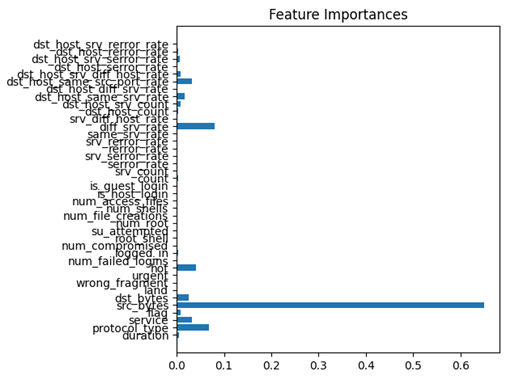 Feature Importances
dst_host_srv_rerror_rate
dst_host_rerror_rate
dst_host_srv_serror_rate
dst_host_serror_rate
dst_host_srv_diff_host_rate
dst_host_same_src_port_rate
dst_host_diff_srv_rate
dst_host_same_srv_rate
dst_host_srv_count
dst_host_count
srv_diff_host_rate
diff_srv_rate
same_srv_rate
srv_rerror_rate
rerror_rate
srv_serror_rate
serror_rate
srv_count
count
is_guest_login
is_host_login
num_access_files
num_shells
num_file_creations
num_root
su_attempted
root_shell
num_compromised
logged_in
num_failed_logins
hot
urgent
wrong_fragment
land
dst_bytes
src_bytes
flag
service
protocol_type
duration
0.0 0.1 0.2 0.3 0.4 0.5 0.6